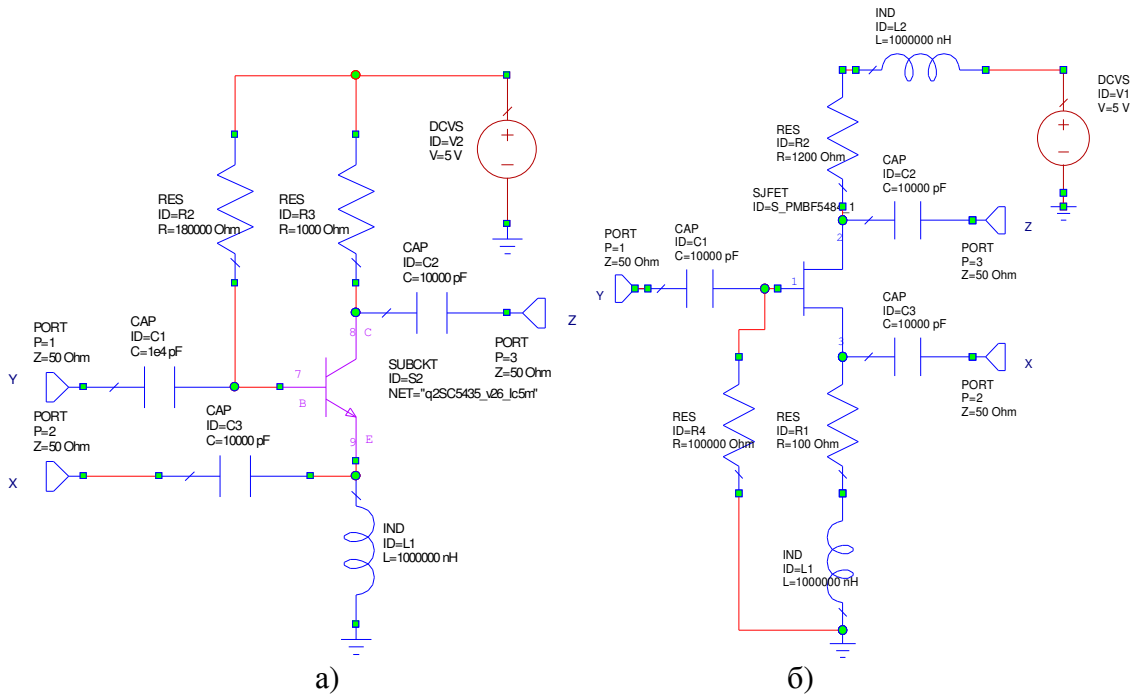 DCVS
ID=V2
V=5 V
RES
ID=R2
R=180000 Ohm
RES
ID=R3
R=1000 Ohm
CAP
ID=C2
C=10000 pF
Z
PORT
P=3
Z=50 Ohm
8 C
SUBCKT
ID=S2
NET="q2SC5435_v26_Ic5m"
7
B
9 E
PORT
P=1
Z=50 Ohm
Y
CAP
ID=C1
C=1e4 pF
PORT
P=2
Z=50 Ohm
X
CAP
ID=C3
C=10000 pF
IND
ID=L1
L=1000000 nH
а)
IND
ID=L2
L=1000000 nH
DCVS
ID=V1
V=5 V
RES
ID=R2
R=1200 Ohm
SJFET
ID=S_PMBF5484_1
CAP
ID=C2
C=10000 pF
Z
PORT
P=3
Z=50 Ohm
2
PORT
P=1
Z=50 Ohm
Y
CAP
ID=C1
C=10000 pF
1
3
CAP
ID=C3
C=10000 pF
X
PORT
P=2
Z=50 Ohm
RES
ID=R4
R=100000 Ohm
RES
ID=R1
R=100 Ohm
IND
ID=L1
L=1000000 nH
б)